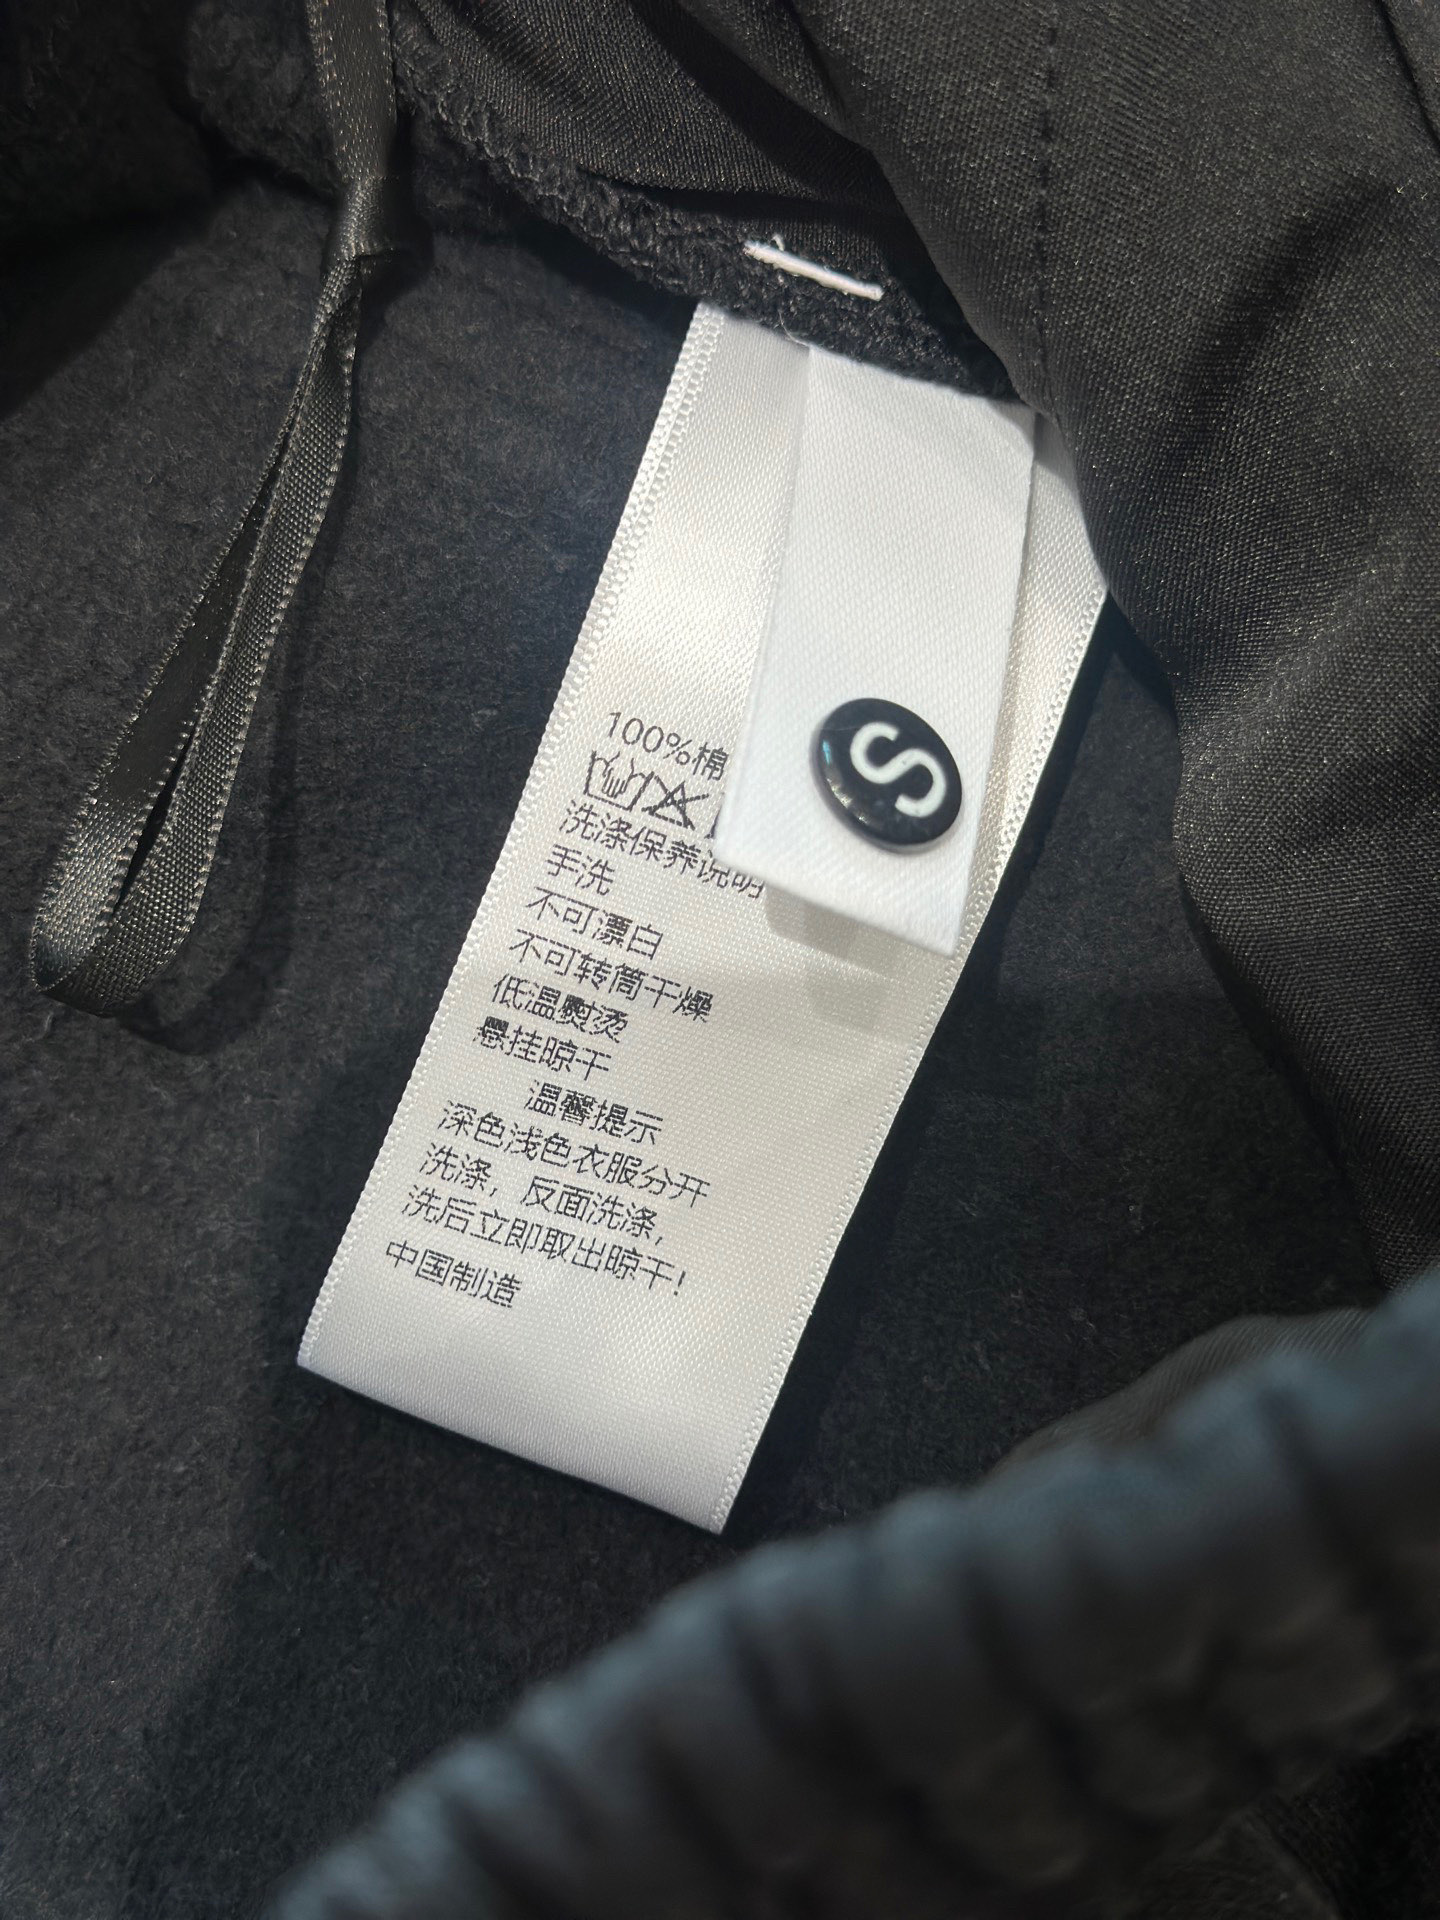 S
100%棉
洗涤保养说明
手洗
不可漂白
不可转筒干燥
低温熨烫
悬挂晾干
温馨提示
深色浅色衣服分开
洗涤，反面洗涤，
洗后立即取出晾干！
中国制造